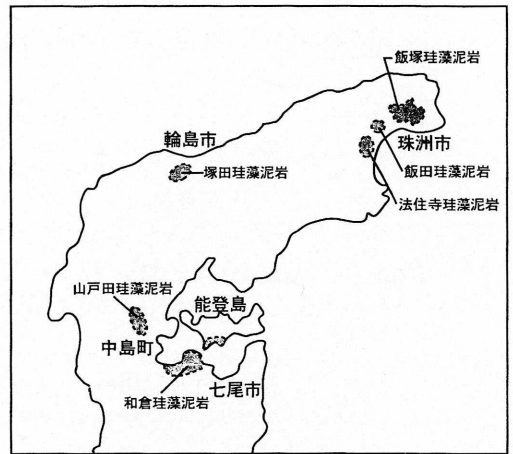 飯塚珪藻泥岩
輪島市
珠洲市
塚田珪藻泥岩
飯田珪藻泥岩
法住寺珪藻泥岩
山戸田珪藻泥岩
能登島
中島町
七尾市
和倉珪藻泥岩